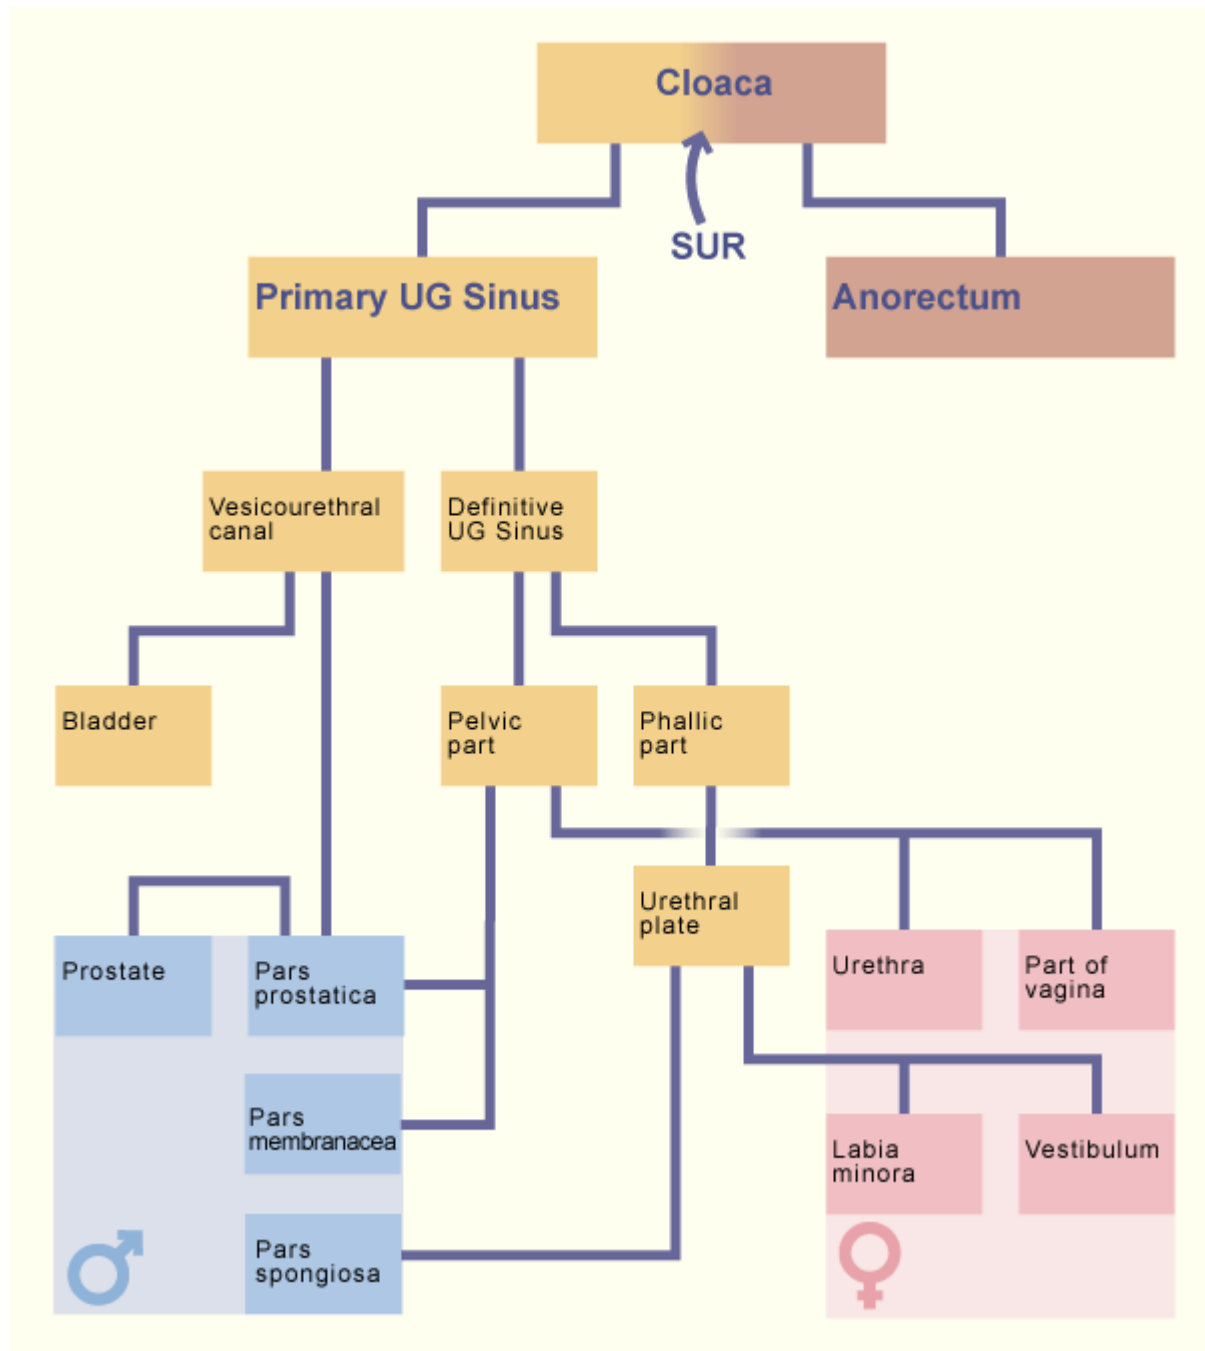 Cloaca
SUR
Primary UG Sinus
Anorectum
Vesicourethral
canal
Definitive
UG Sinus
Bladder
Pelvic
part
Phallic
part
Urethral
plate
Prostate
Pars
prostatica
Urethra
Part of
vagina
Pars
membranacea
Labia
minora
Vestibulum
Pars
spongiosa